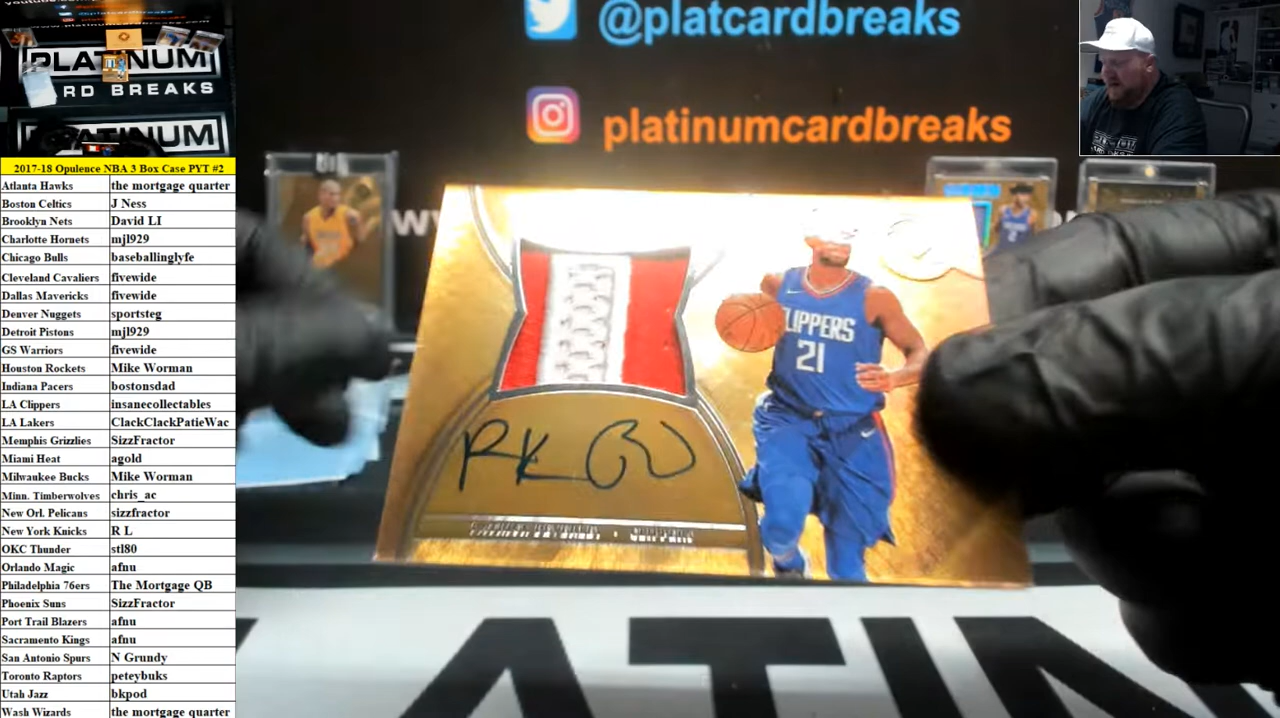 @platcardbreaks
platinumcardbreaks
PLATINUM
RD BREAKS
PLATINUM
2017-18 Opulence NBA 3 Box Case PYT #2
Atlanta Hawks the mortgage quarter
Boston Celtics J Ness
Brooklyn Nets David LI
Charlotte Hornets mjl929
Chicago Bulls baseballinglyfe
Cleveland Cavaliers fivewide
Dallas Mavericks fivewide
Denver Nuggets sportsteg
Detroit Pistons mjl929
GS Warriors fivewide
Houston Rockets Mike Worman
Indiana Pacers bostonsdad
LA Clippers insanecollectables
LA Lakers ClackClackPatieWac
Memphis Grizzlies SizzFractor
Miami Heat agold
Milwaukee Bucks Mike Worman
Minn. Timberwolves chris_ac
New Orl. Pelicans sizzfractor
New York Knicks R L
OKC Thunder stl80
Orlando Magic afnu
Philadelphia 76ers The Mortgage QB
Phoenix Suns SizzFractor
Port Trail Blazers afnu
Sacramento Kings afnu
San Antonio Spurs N Grundy
Toronto Raptors peteybuks
Utah Jazz bkpod
Wash Wizards the mortgage quarter
CLIPPERS
21
LATIN